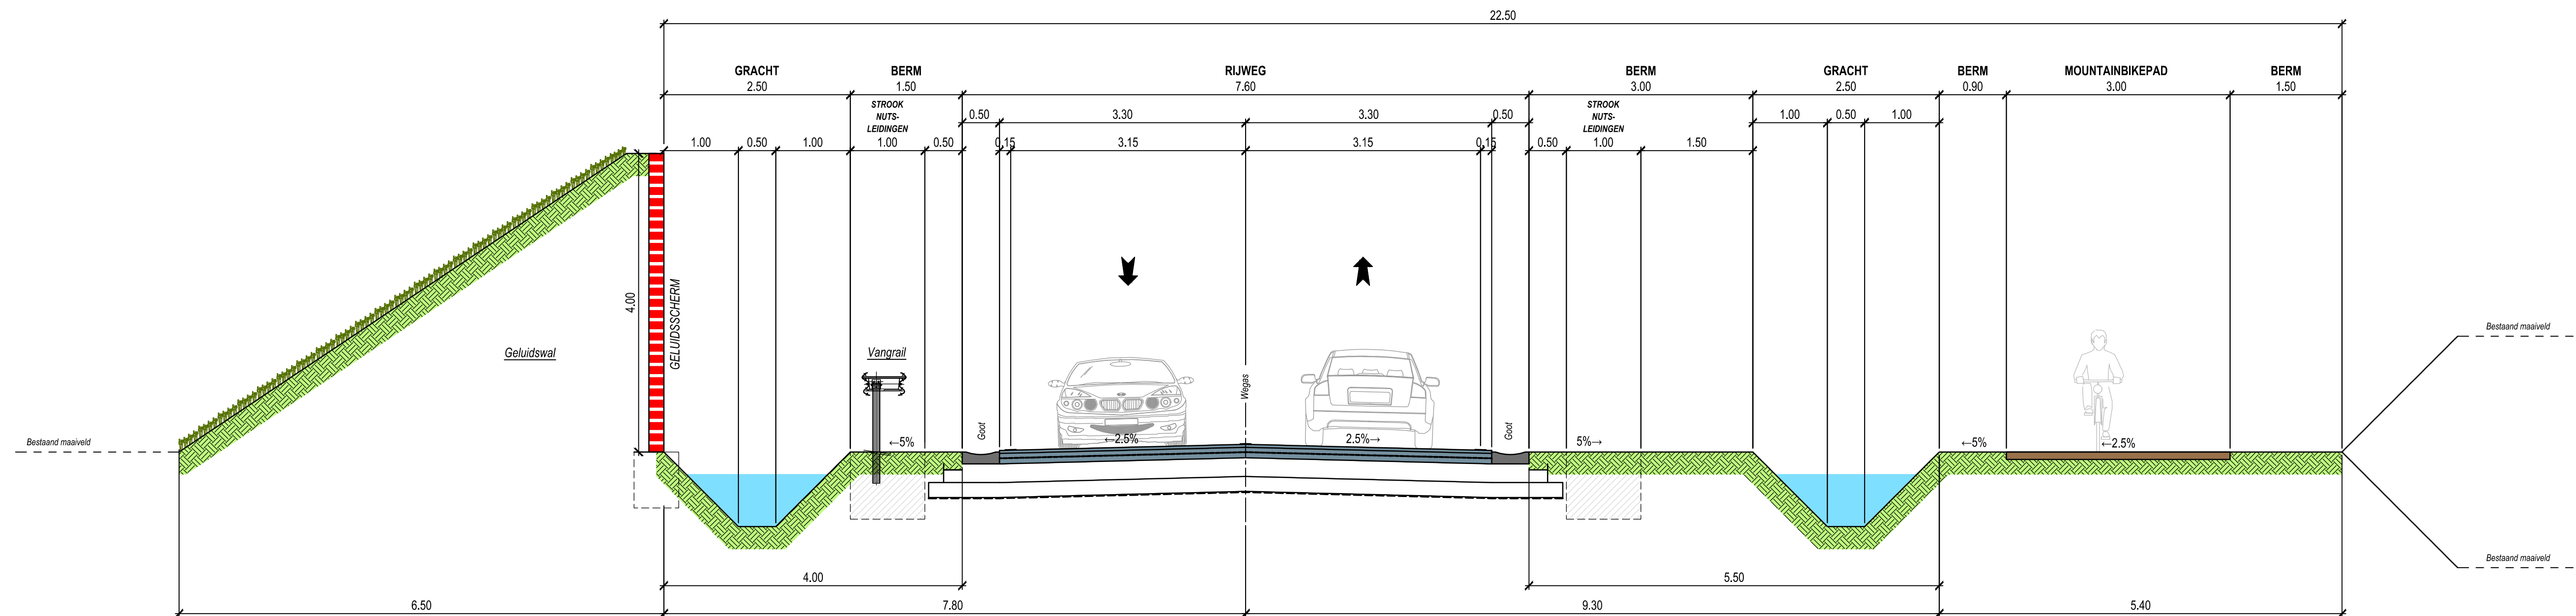 22.50
GRACHT BERM RIJWEG BERM GRACHT BERM MOUNTAINBIKEPAD BERM
2.50 1.50 7.60 3.00 2.50 0.90 3.00 1.50
STROOK
NUTS-
LEIDINGEN
STROOK
NUTS-
LEIDINGEN
0.50 3.30 3.30 0.50 1.00 0.50 1.00
1.00 0.50 1.00 1.00 0.50 0.15 3.15 3.15 0.15 0.50 1.00 1.50
4.00
GELUIDSSCHERM
Geluidswal
Vangrail
Wegas
Goot
Goot
Bestaand maaiveld
Bestaand maaiveld
←5% ←2.5% 2.5%→ 5%→ ←5% ←2.5%
Bestaand maaiveld
4.00 5.50
6.50 7.80 9.30 5.40